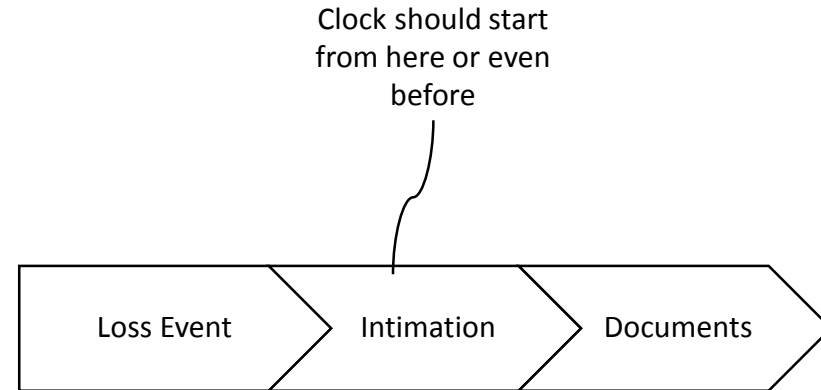 Clock should start
from here or even
before
Loss Event
Intimation
Documents